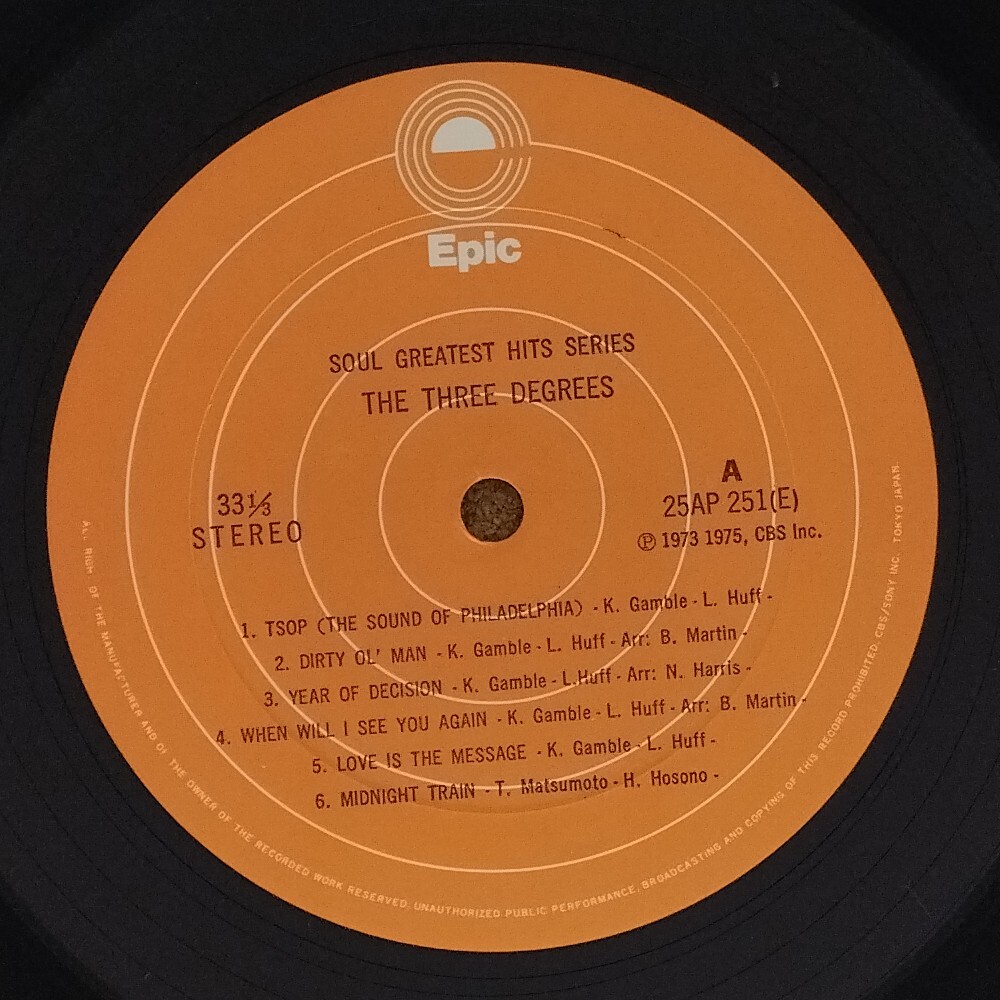 Epic
SOUL GREATEST HITS SERIES
THE THREE DEGREES
33⅓
STEREO
A
25AP 251(E)
Ⓟ 1973 1975, CBS Inc.
1. TSOP (THE SOUND OF PHILADELPHIA) - K. Gamble - L. Huff -
2. DIRTY OL' MAN - K. Gamble - L. Huff - Arr: B. Martin -
3. YEAR OF DECISION - K. Gamble - L.Huff - Arr: N. Harris -
4. WHEN WILL I SEE YOU AGAIN - K. Gamble - L. Huff - Arr: B. Martin -
5. LOVE IS THE MESSAGE - K. Gamble - L. Huff -
6. MIDNIGHT TRAIN - T. Matsumoto - H. Hosono -
ALL RIGH OF THE MANUFACTURER AND OF THE OWNER OF THE RECORDED WORK RESERVED. UNAUTHORIZED PUBLIC PERFORMANCE, BROADCASTING AND COPYING OF THIS RECORD PROHIBITED. CBS/SONY INC. TOKYO JAPAN.